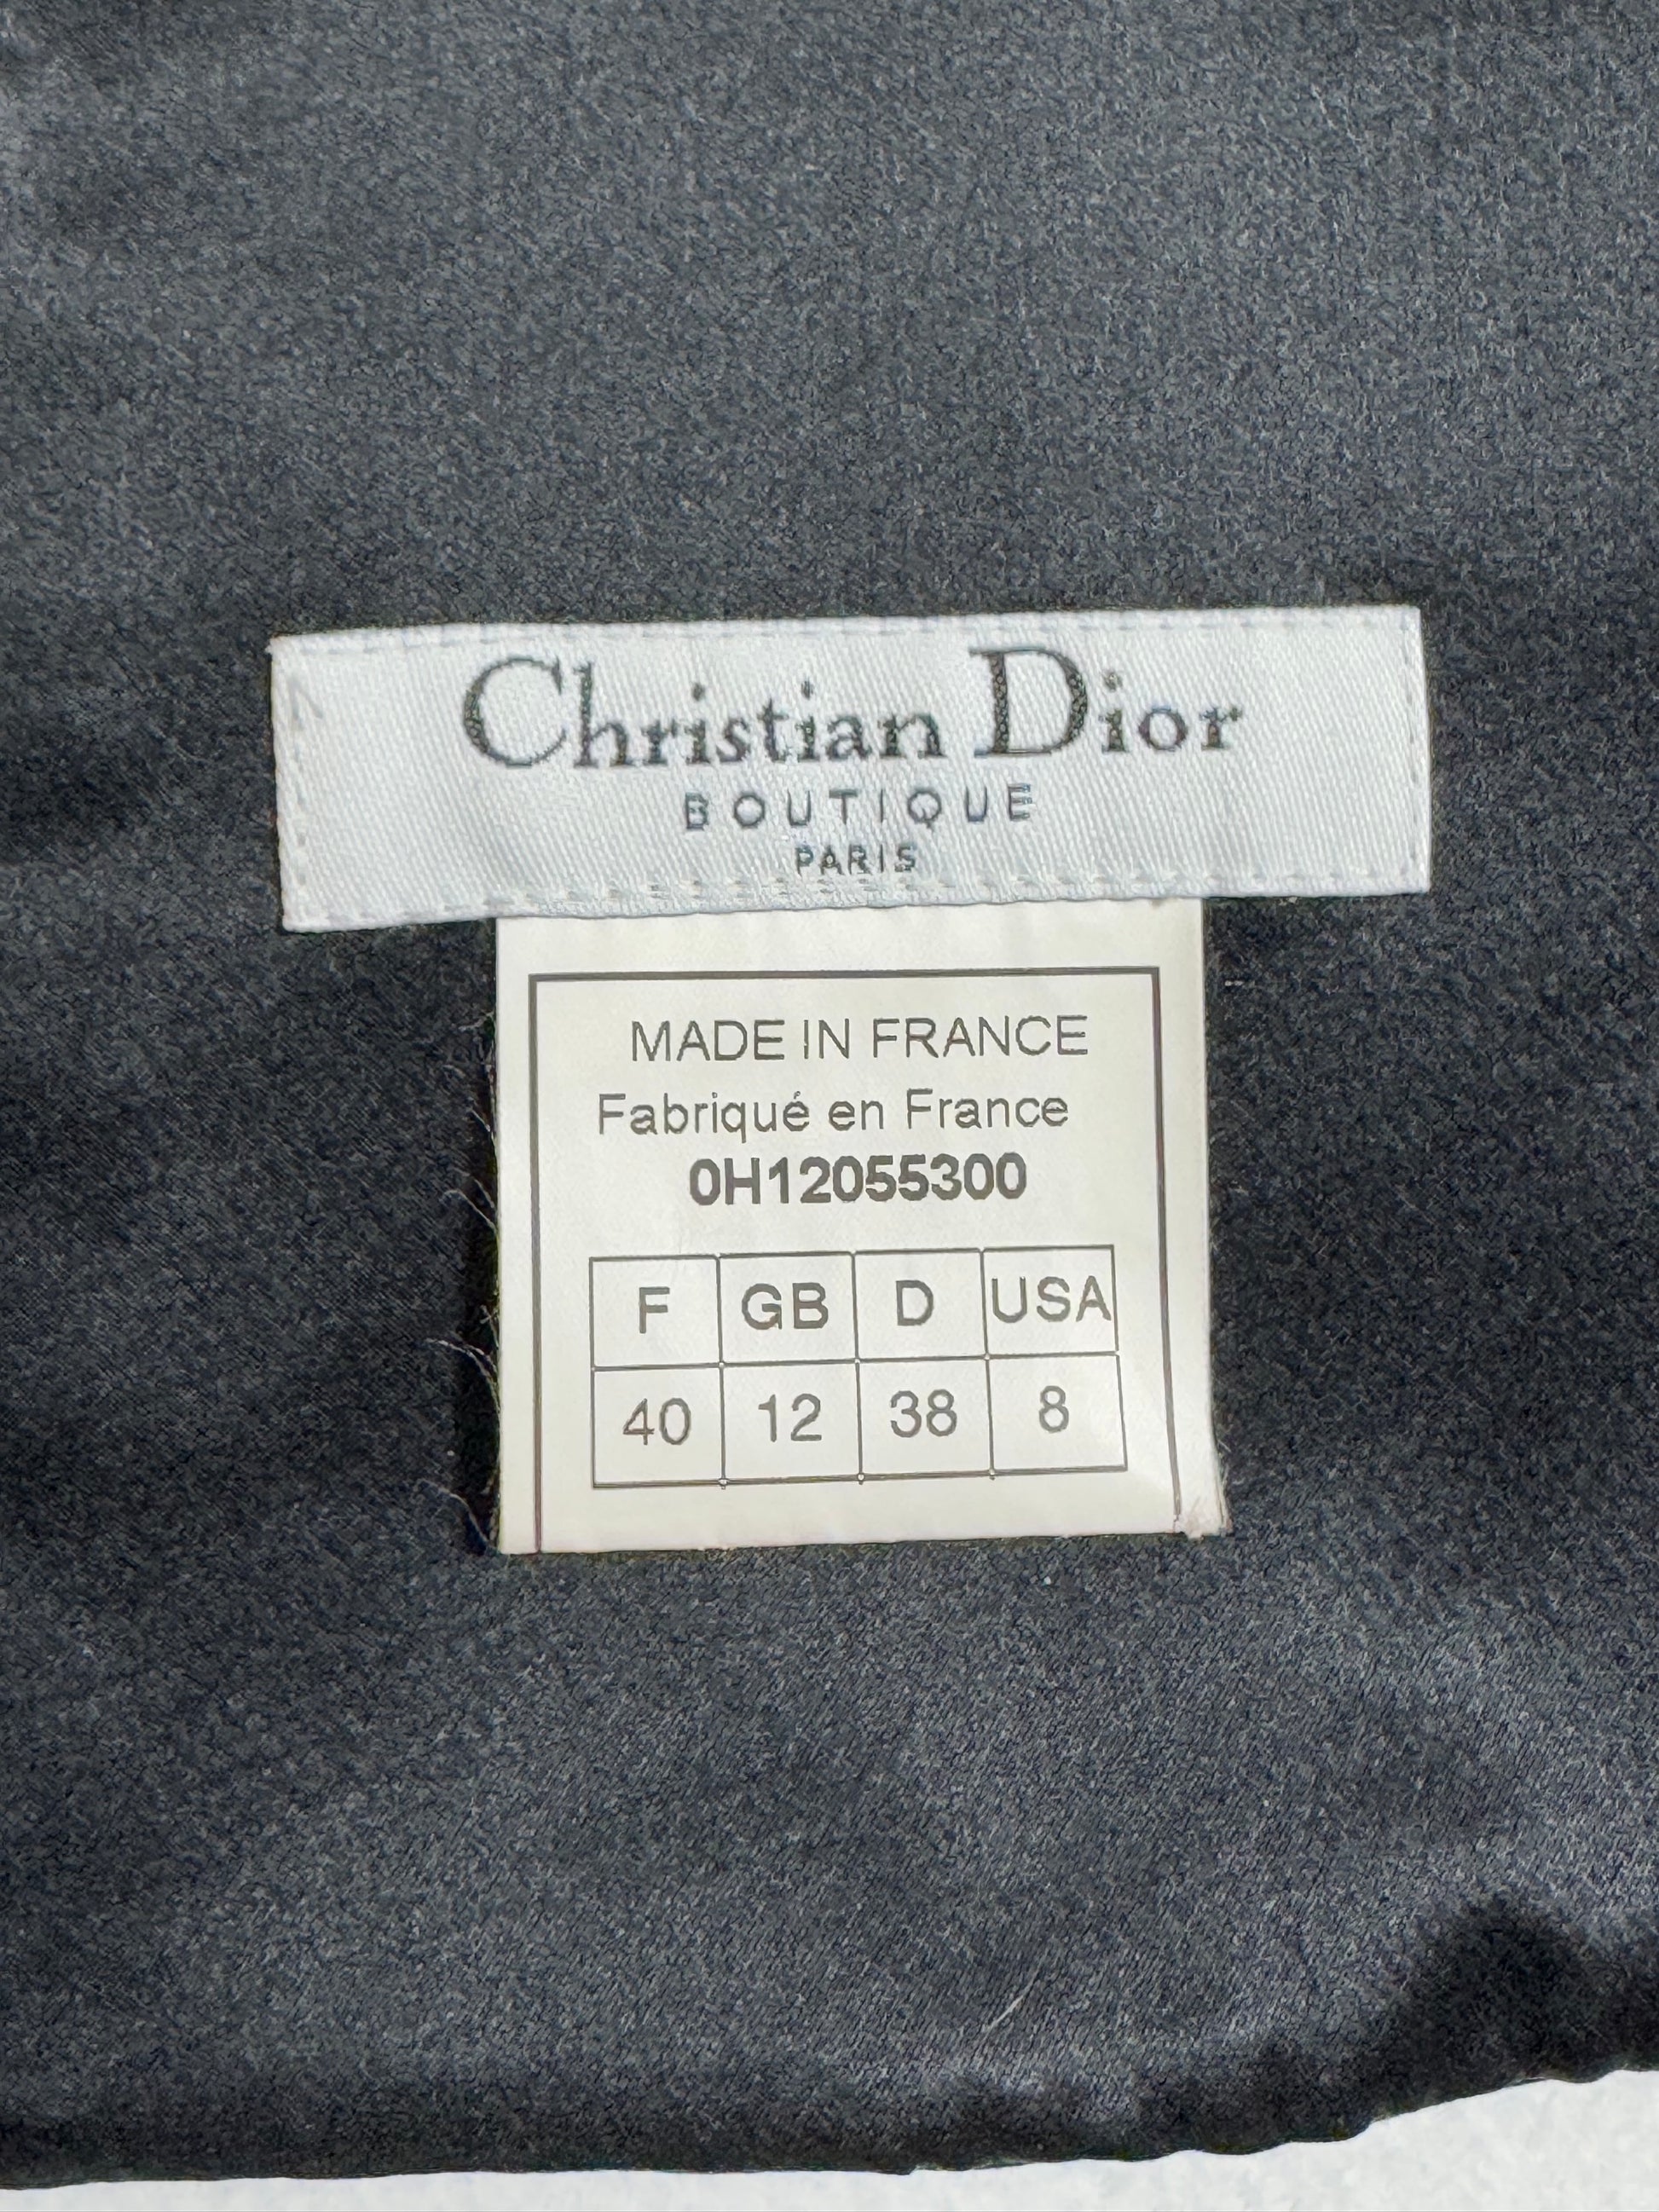 Christian Dior
BOUTIQUE
PARIS
MADE IN FRANCE
Fabriqué en France
0H12055300
F GB D USA
40 12 38 8